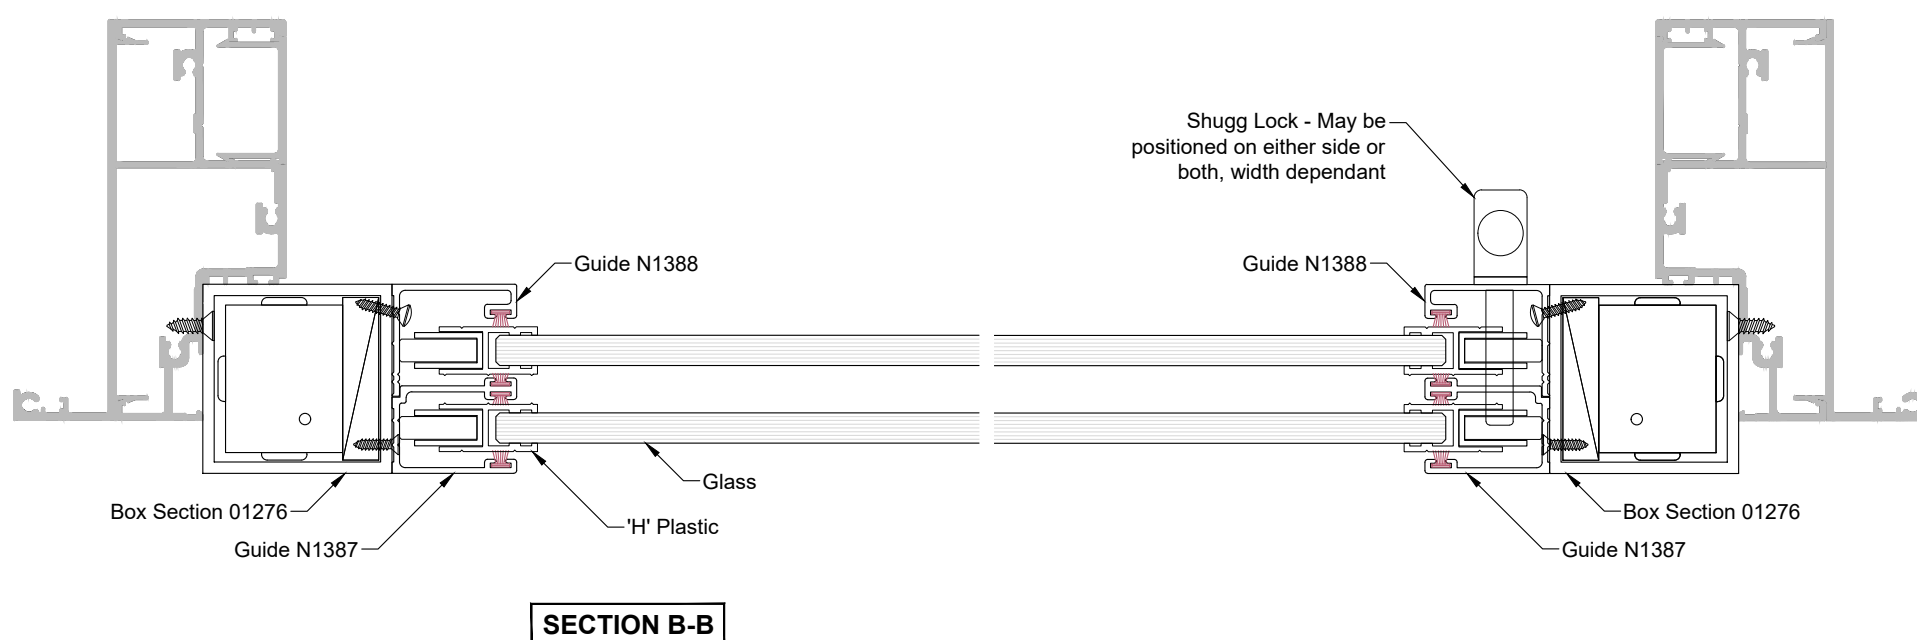 Shugg Lock - May be
positioned on either side or
both, width dependant
Guide N1388
Guide N1388
Glass
Box Section 01276
Box Section 01276
'H' Plastic
Guide N1387
Guide N1387
SECTION B-B